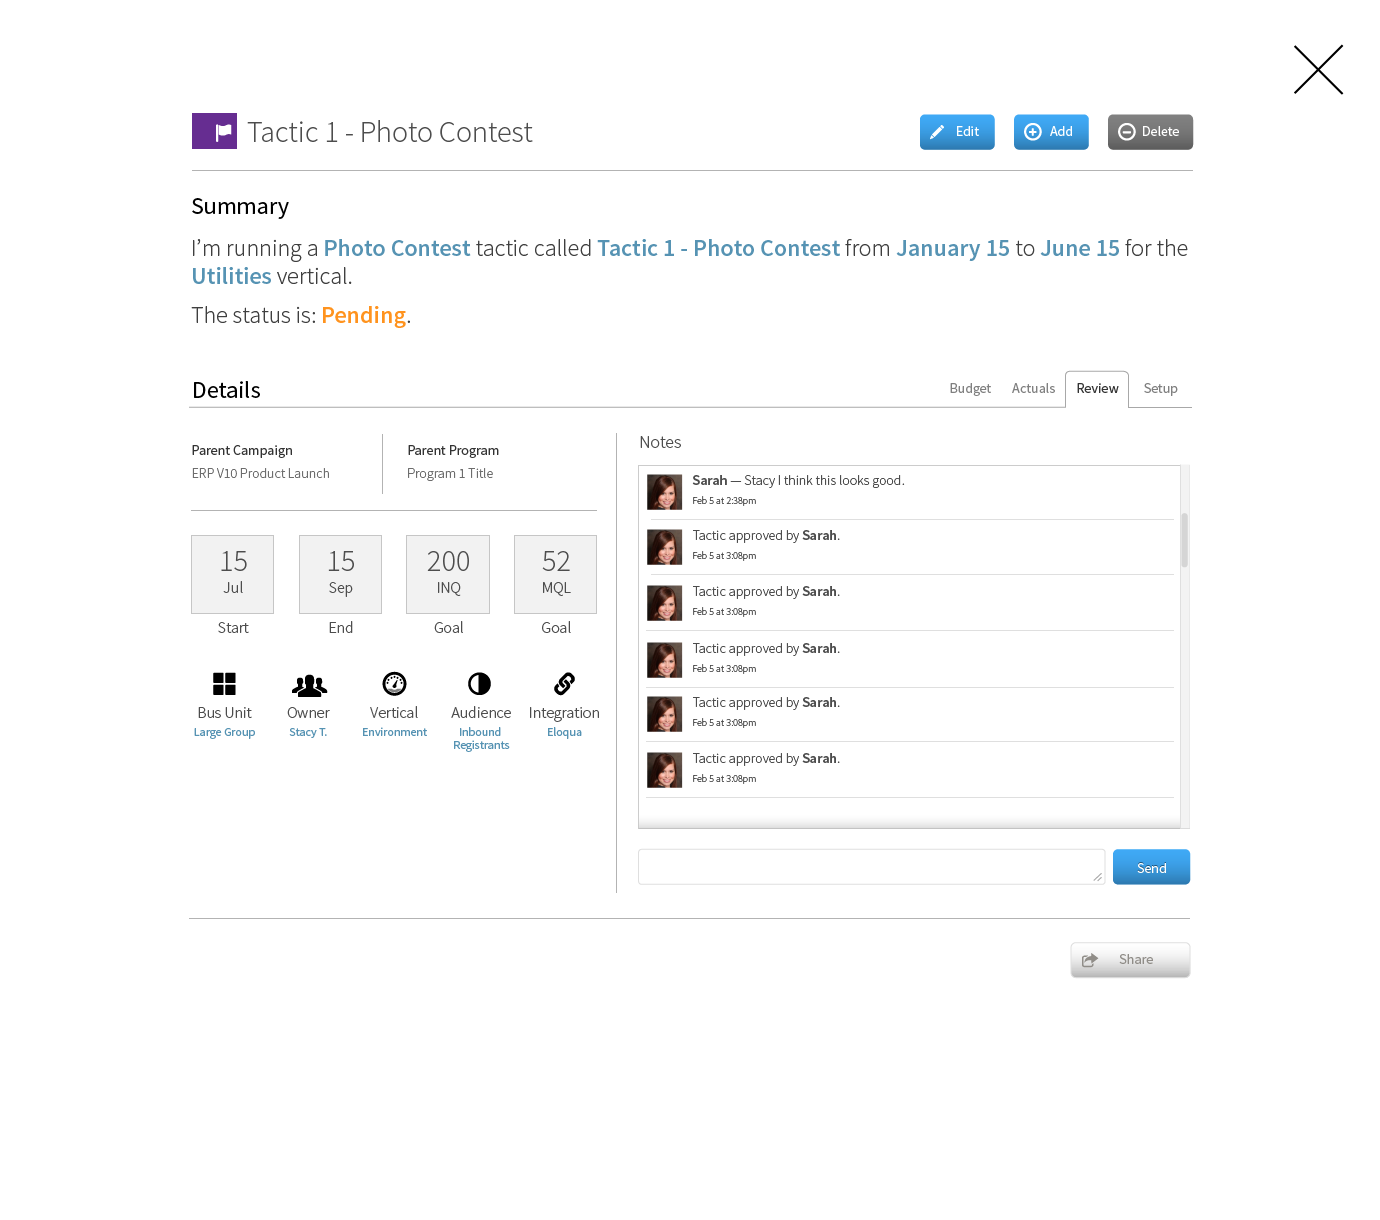 Tactic 1 - Photo Contest
Edit
Add
Delete
Summary
I’m running a Photo Contest tactic called Tactic 1 - Photo Contest from January 15 to June 15 for the
Utilities vertical.
The status is: Pending.
Details
Budget
Actuals
Review
Setup
Parent Campaign
ERP V10 Product Launch
Parent Program
Program 1 Title
15
Jul
Start
15
Sep
End
200
INQ
Goal
52
MQL
Goal
Bus Unit
Large Group
Owner
Stacy T.
Vertical
Environment
Audience
Inbound
Registrants
Integration
Eloqua
Notes
Sarah — Stacy I think this looks good.
Feb 5 at 2:38pm
Tactic approved by Sarah.
Feb 5 at 3:08pm
Tactic approved by Sarah.
Feb 5 at 3:08pm
Tactic approved by Sarah.
Feb 5 at 3:08pm
Tactic approved by Sarah.
Feb 5 at 3:08pm
Tactic approved by Sarah.
Feb 5 at 3:08pm
Send
Share